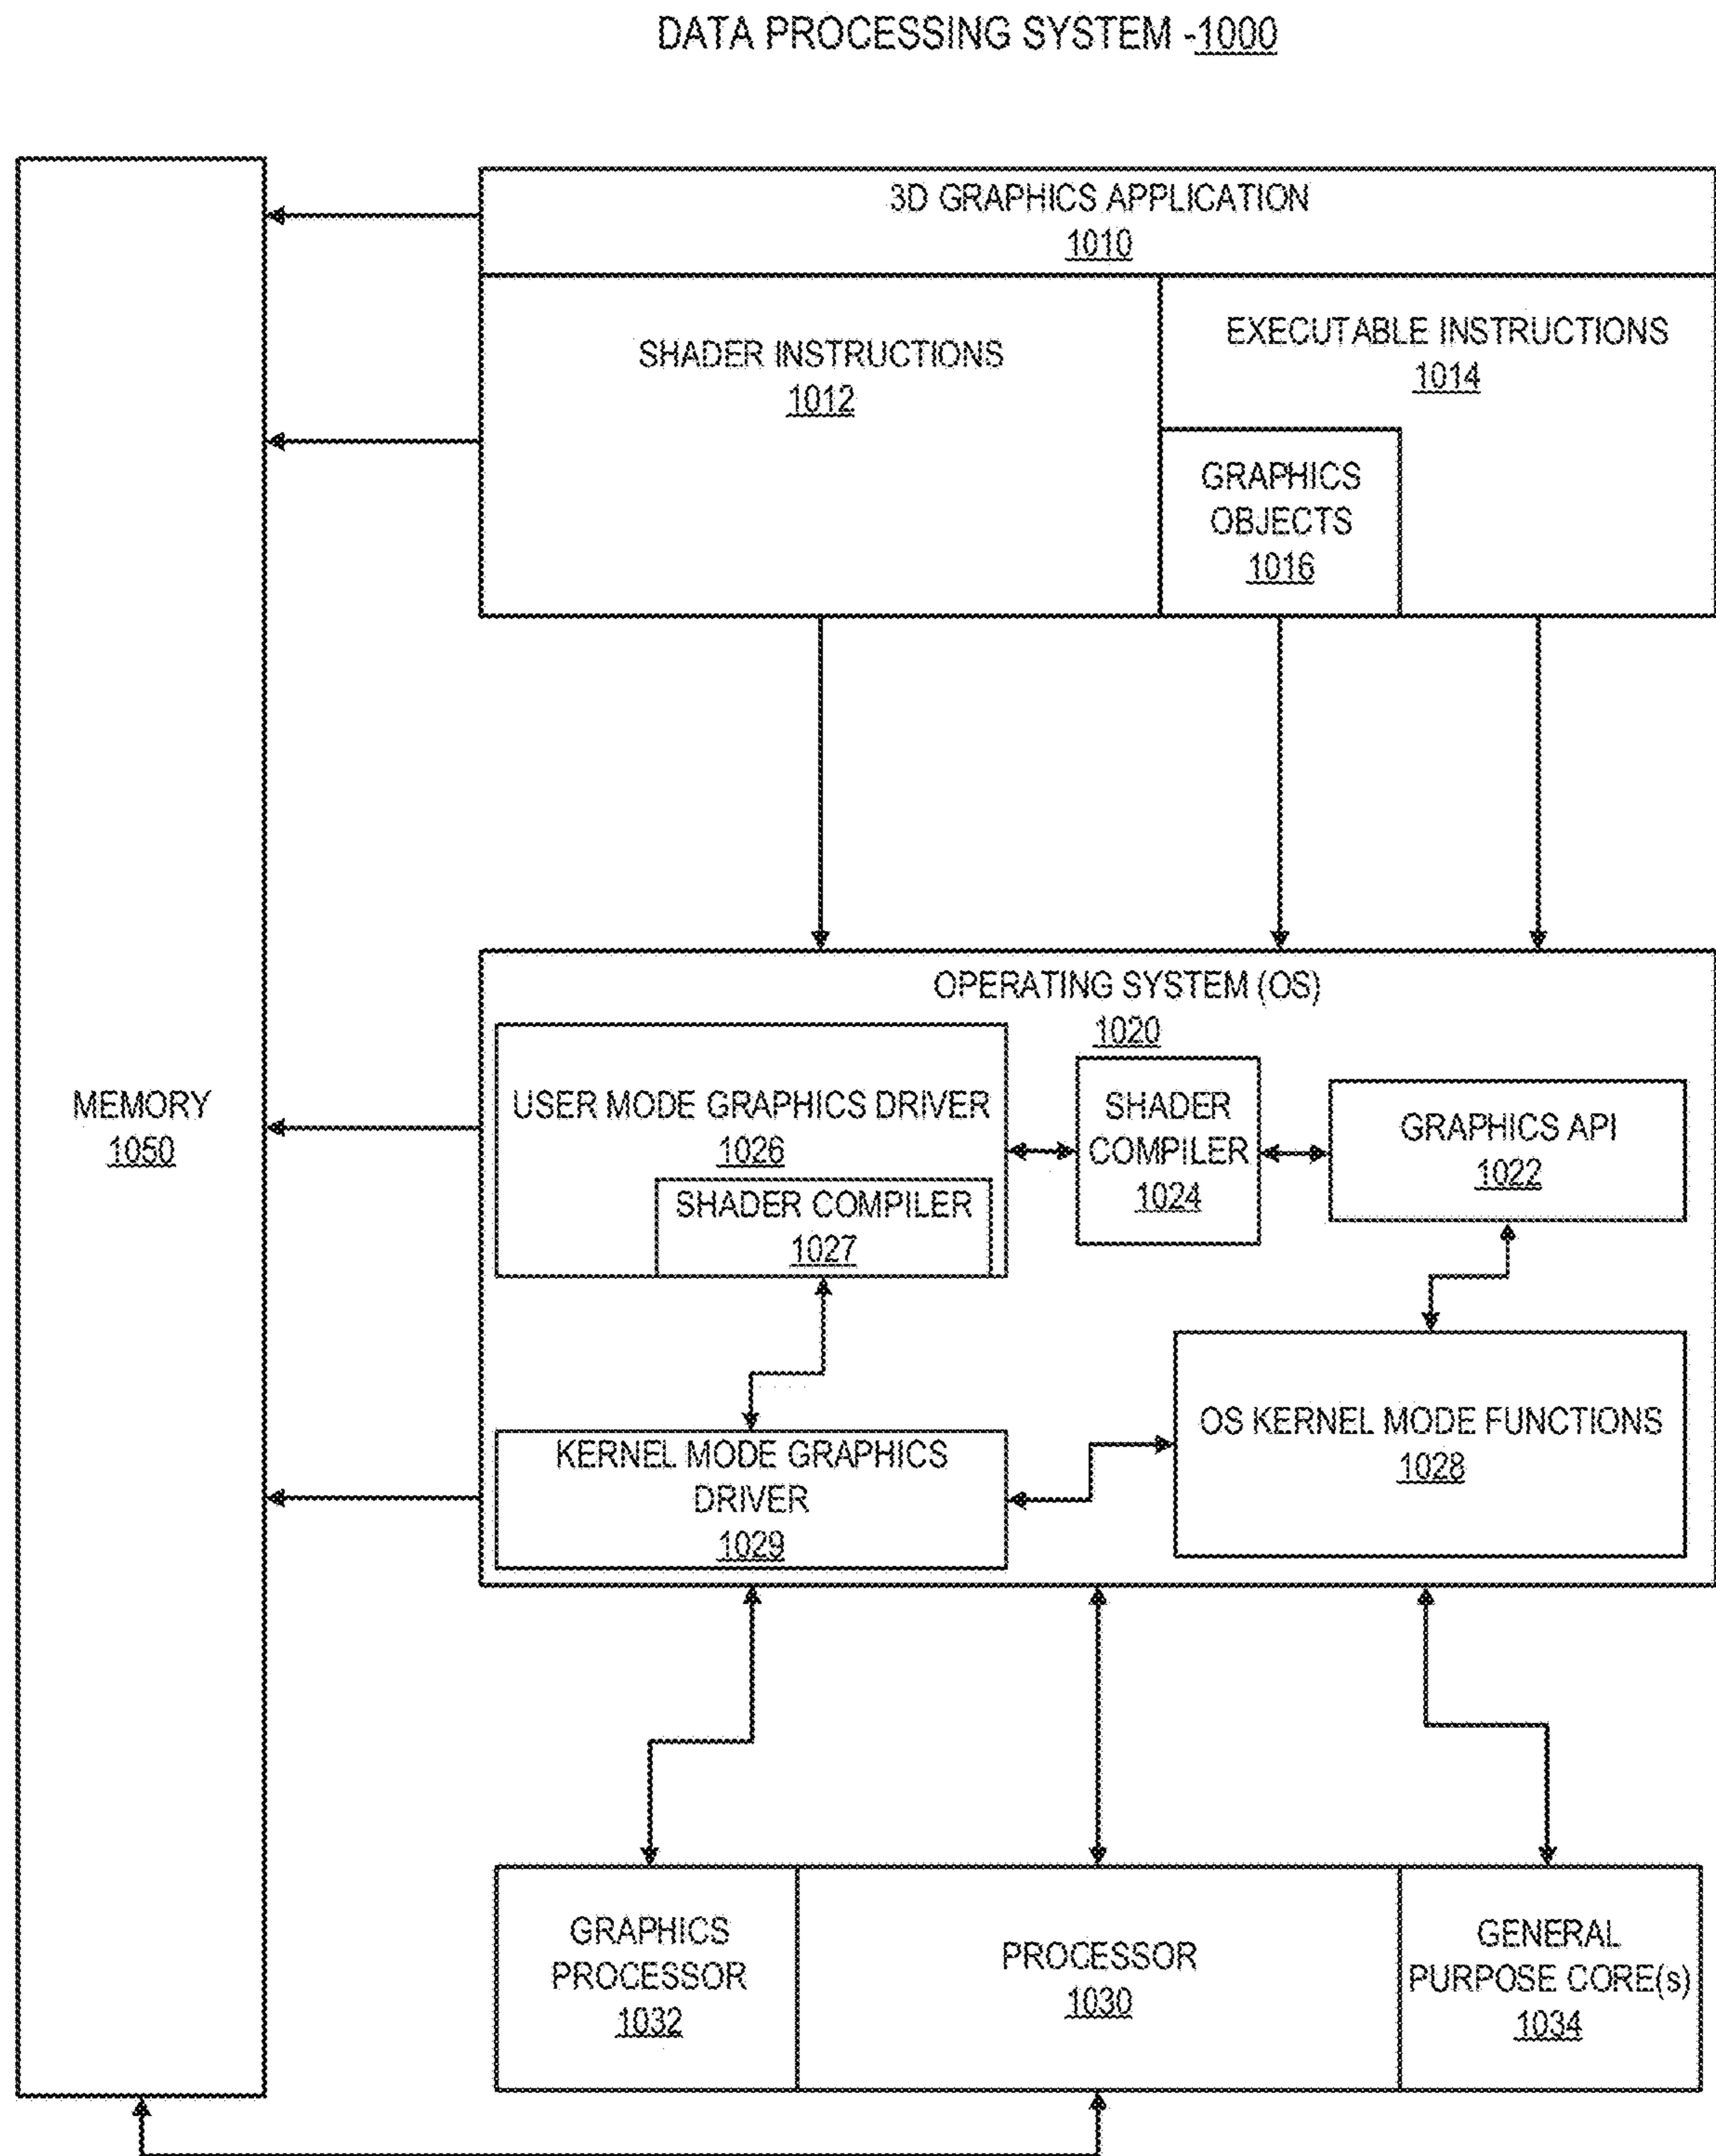 DATA PROCESSING SYSTEM -1000
3D GRAPHICS APPLICATION
1010
SHADER INSTRUCTIONS
1012
EXECUTABLE INSTRUCTIONS
1014
GRAPHICS
OBJECTS
1016
MEMORY
1050
OPERATING SYSTEM (OS)
1020
USER MODE GRAPHICS DRIVER
1026
SHADER COMPILER
1027
SHADER
COMPILER
1024
GRAPHICS API
1022
KERNEL MODE GRAPHICS
DRIVER
1029
OS KERNEL MODE FUNCTIONS
1028
GRAPHICS
PROCESSOR
1032
PROCESSOR
1030
GENERAL
PURPOSE CORE(s)
1034